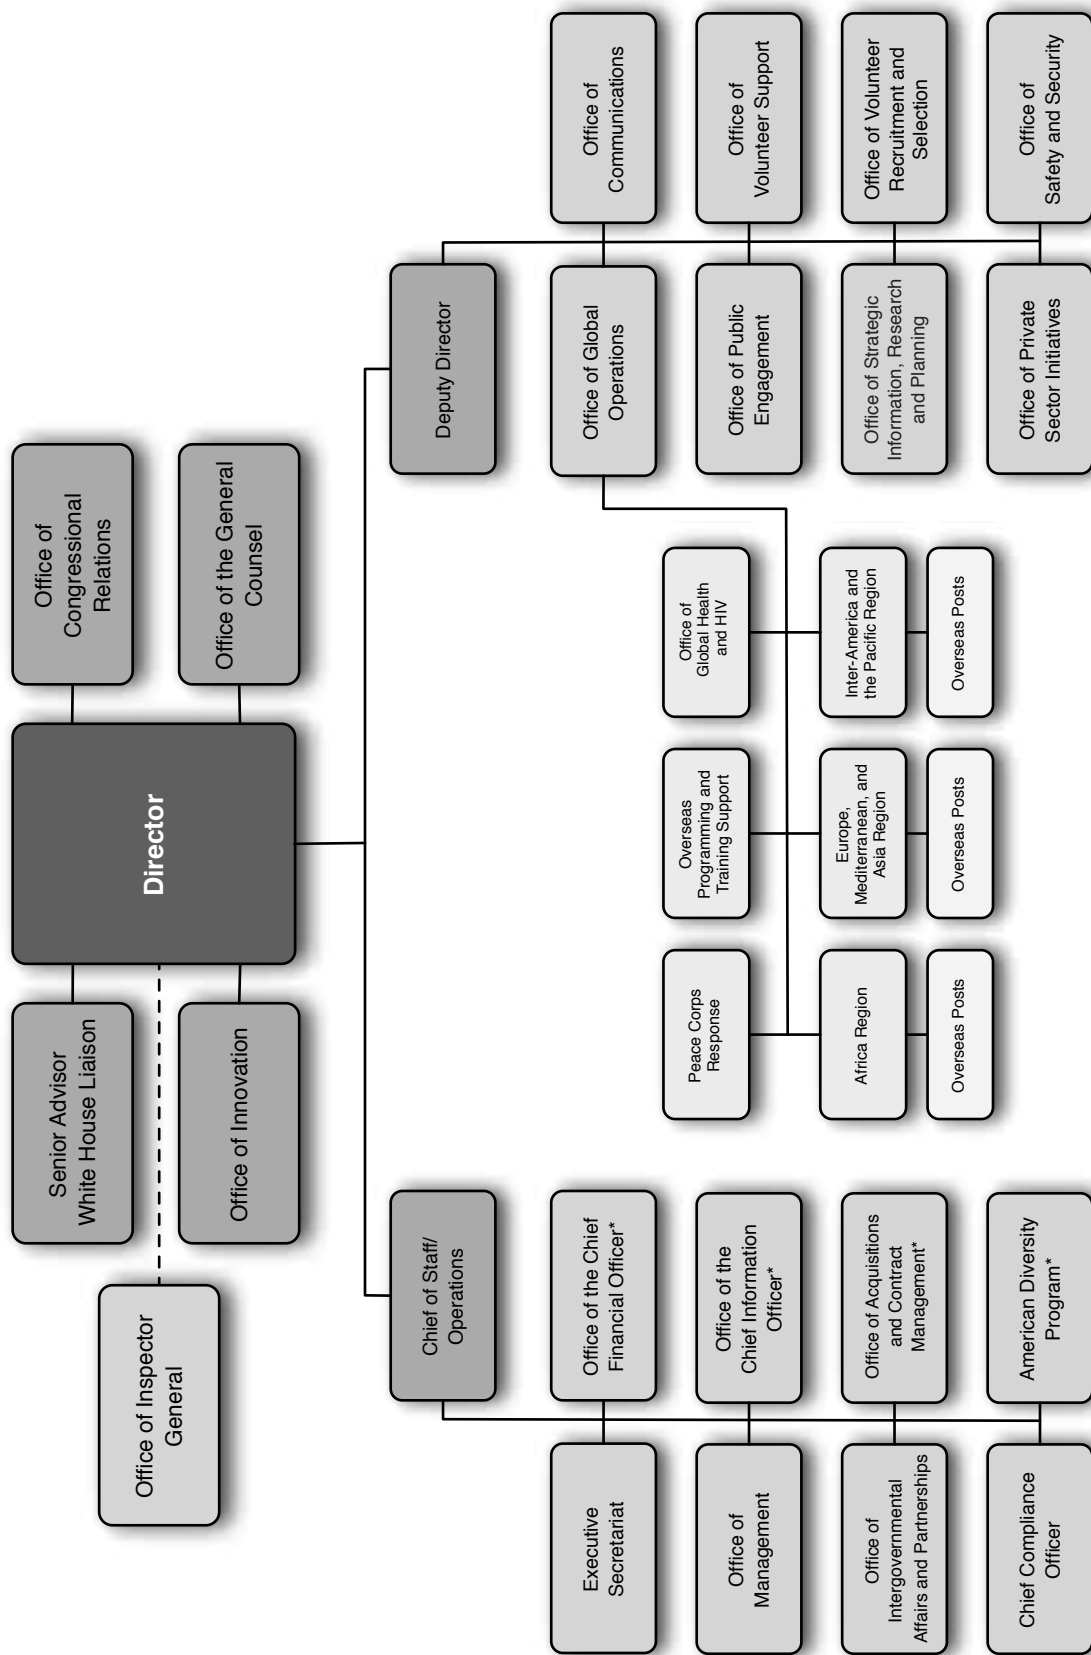 Office of
Congressional
Relations
Office of the General
Counsel
Director
Senior Advisor
White House Liaison
Office of Innovation
Office of Inspector
General
Deputy Director
Chief of Staff/
Operations
Office of Global
Operations
Office of
Communications
Office of Public
Engagement
Office of
Volunteer Support
Office of Strategic
Information, Research
and Planning
Office of Volunteer
Recruitment and
Selection
Office of Private
Sector Initiatives
Office of
Safety and Security
Peace Corps
Response
Overseas
Programming and
Training Support
Office of
Global Health
and HIV
Africa Region
Europe,
Mediterranean, and
Asia Region
Inter-America and
the Pacific Region
Overseas Posts
Overseas Posts
Overseas Posts
Executive
Secretariat
Office of the Chief
Financial Officer*
Office of
Management
Office of the
Chief Information
Officer*
Office of
Intergovernmental
Affairs and Partnerships
Office of Acquisitions
and Contract
Management*
Chief Compliance
Officer
American Diversity
Program*